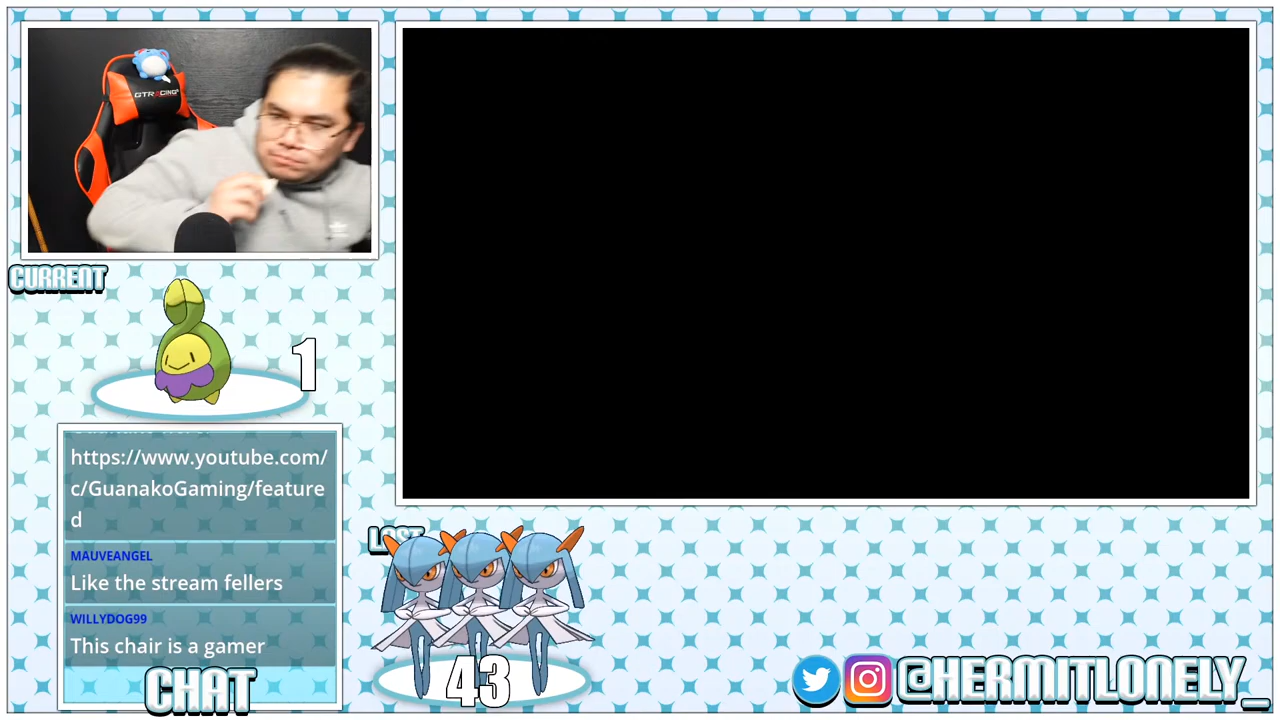 GTRACING
CURRENT
1
https://www.youtube.com/
c/GuanakoGaming/feature
d
MAUVEANGEL
Like the stream fellers
WILLYDOG99
This chair is a gamer
CHAT
LAST
43
@HERMITLONELY_